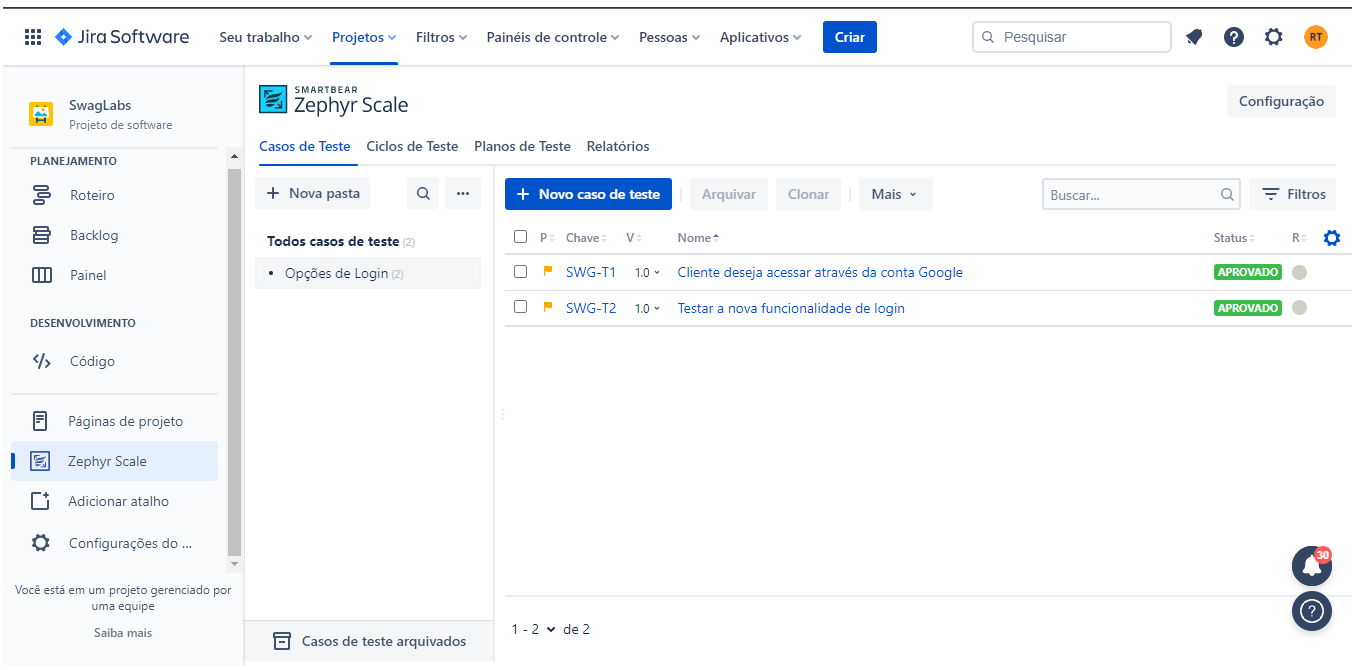 Jira Software Seu trabalho Projetos Filtros Painéis de controle Pessoas Aplicativos Criar Pesquisar RT
SwagLabs
Projeto de software
PLANEJAMENTO
Roteiro
Backlog
Painel
DESENVOLVIMENTO
Código
Páginas de projeto
Zephyr Scale
Adicionar atalho
Configurações do ...
Você está em um projeto gerenciado por
uma equipe
Saiba mais
SMARTBEAR
Zephyr Scale
Configuração
Casos de Teste Ciclos de Teste Planos de Teste Relatórios
+ Nova pasta ...
Todos casos de teste (2)
• Opções de Login (2)
Casos de teste arquivados
+ Novo caso de teste Arquivar Clonar Mais Buscar... Filtros
P Chave V Nome Status R
SWG-T1 1.0 Cliente deseja acessar através da conta Google APROVADO
SWG-T2 1.0 Testar a nova funcionalidade de login APROVADO
30
1 - 2 de 2